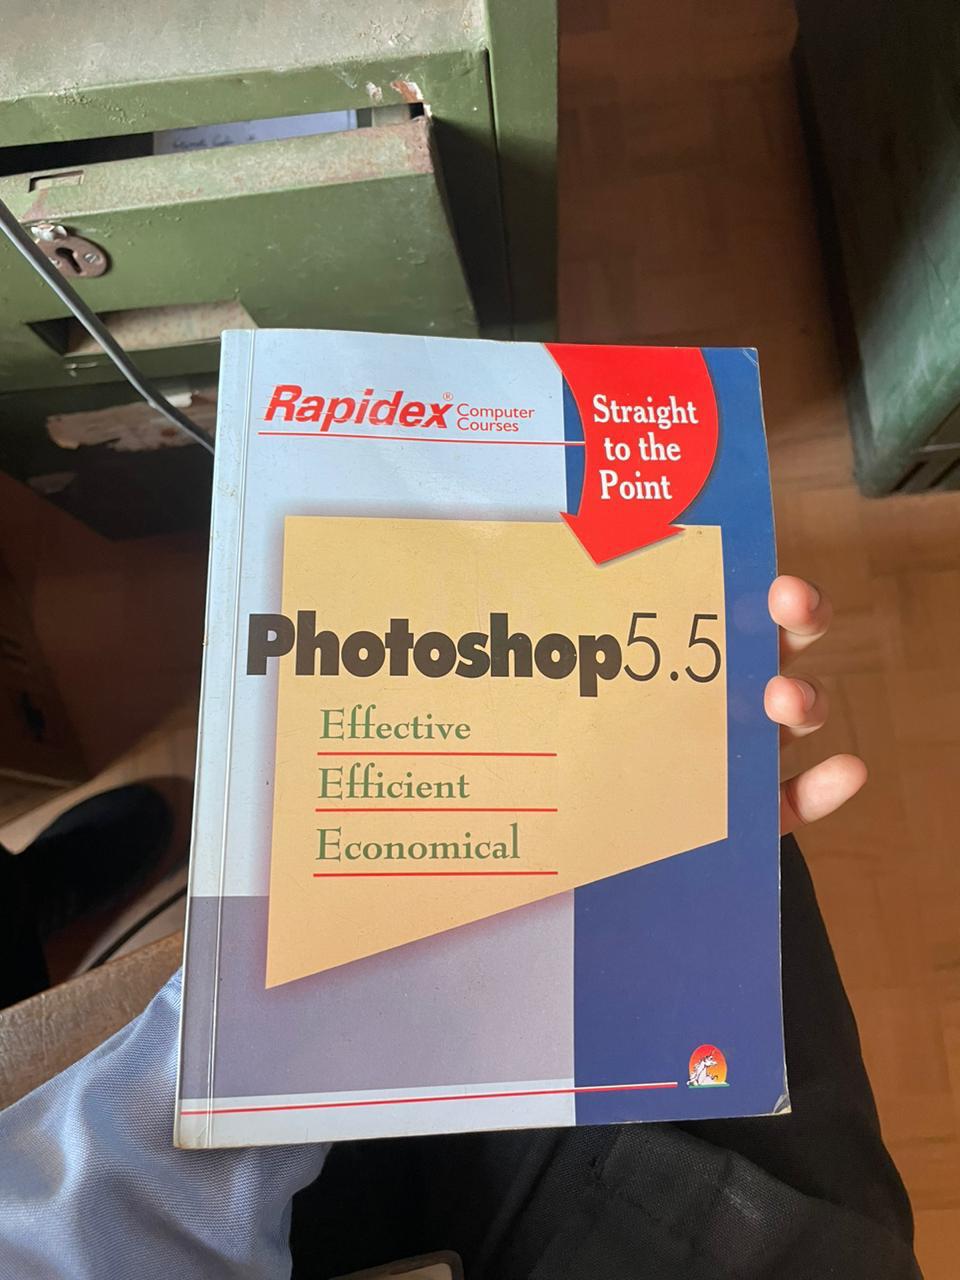 Rapidex® Computer
Courses
Straight
to the
Point
Photoshop5.5
Effective
Efficient
Economical